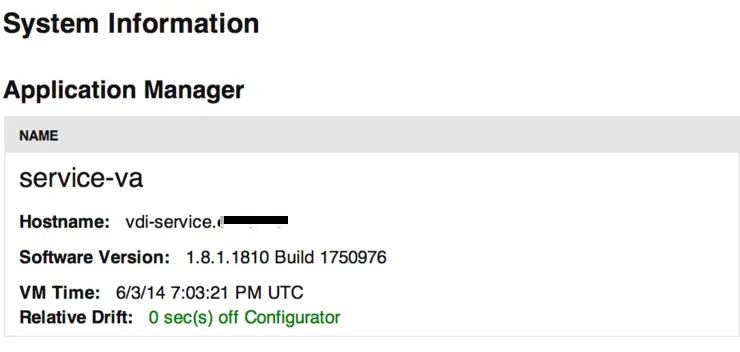 System Information
Application Manager
NAME
service-va
Hostname: vdi-service.
Software Version: 1.8.1.1810 Build 1750976
VM Time: 6/3/14 7:03:21 PM UTC
Relative Drift: 0 sec(s) off Configurator